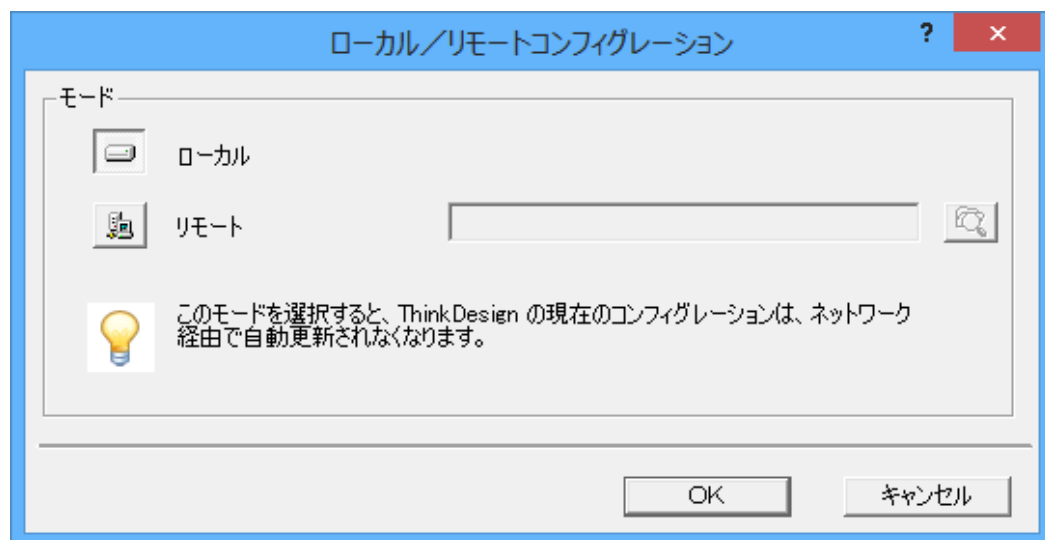 ローカル／リモートコンフィグレーション
?
×
モード
ローカル
リモート
このモードを選択すると、ThinkDesign の現在のコンフィグレーションは、ネットワーク
経由で自動更新されなくなります。
OK
キャンセル